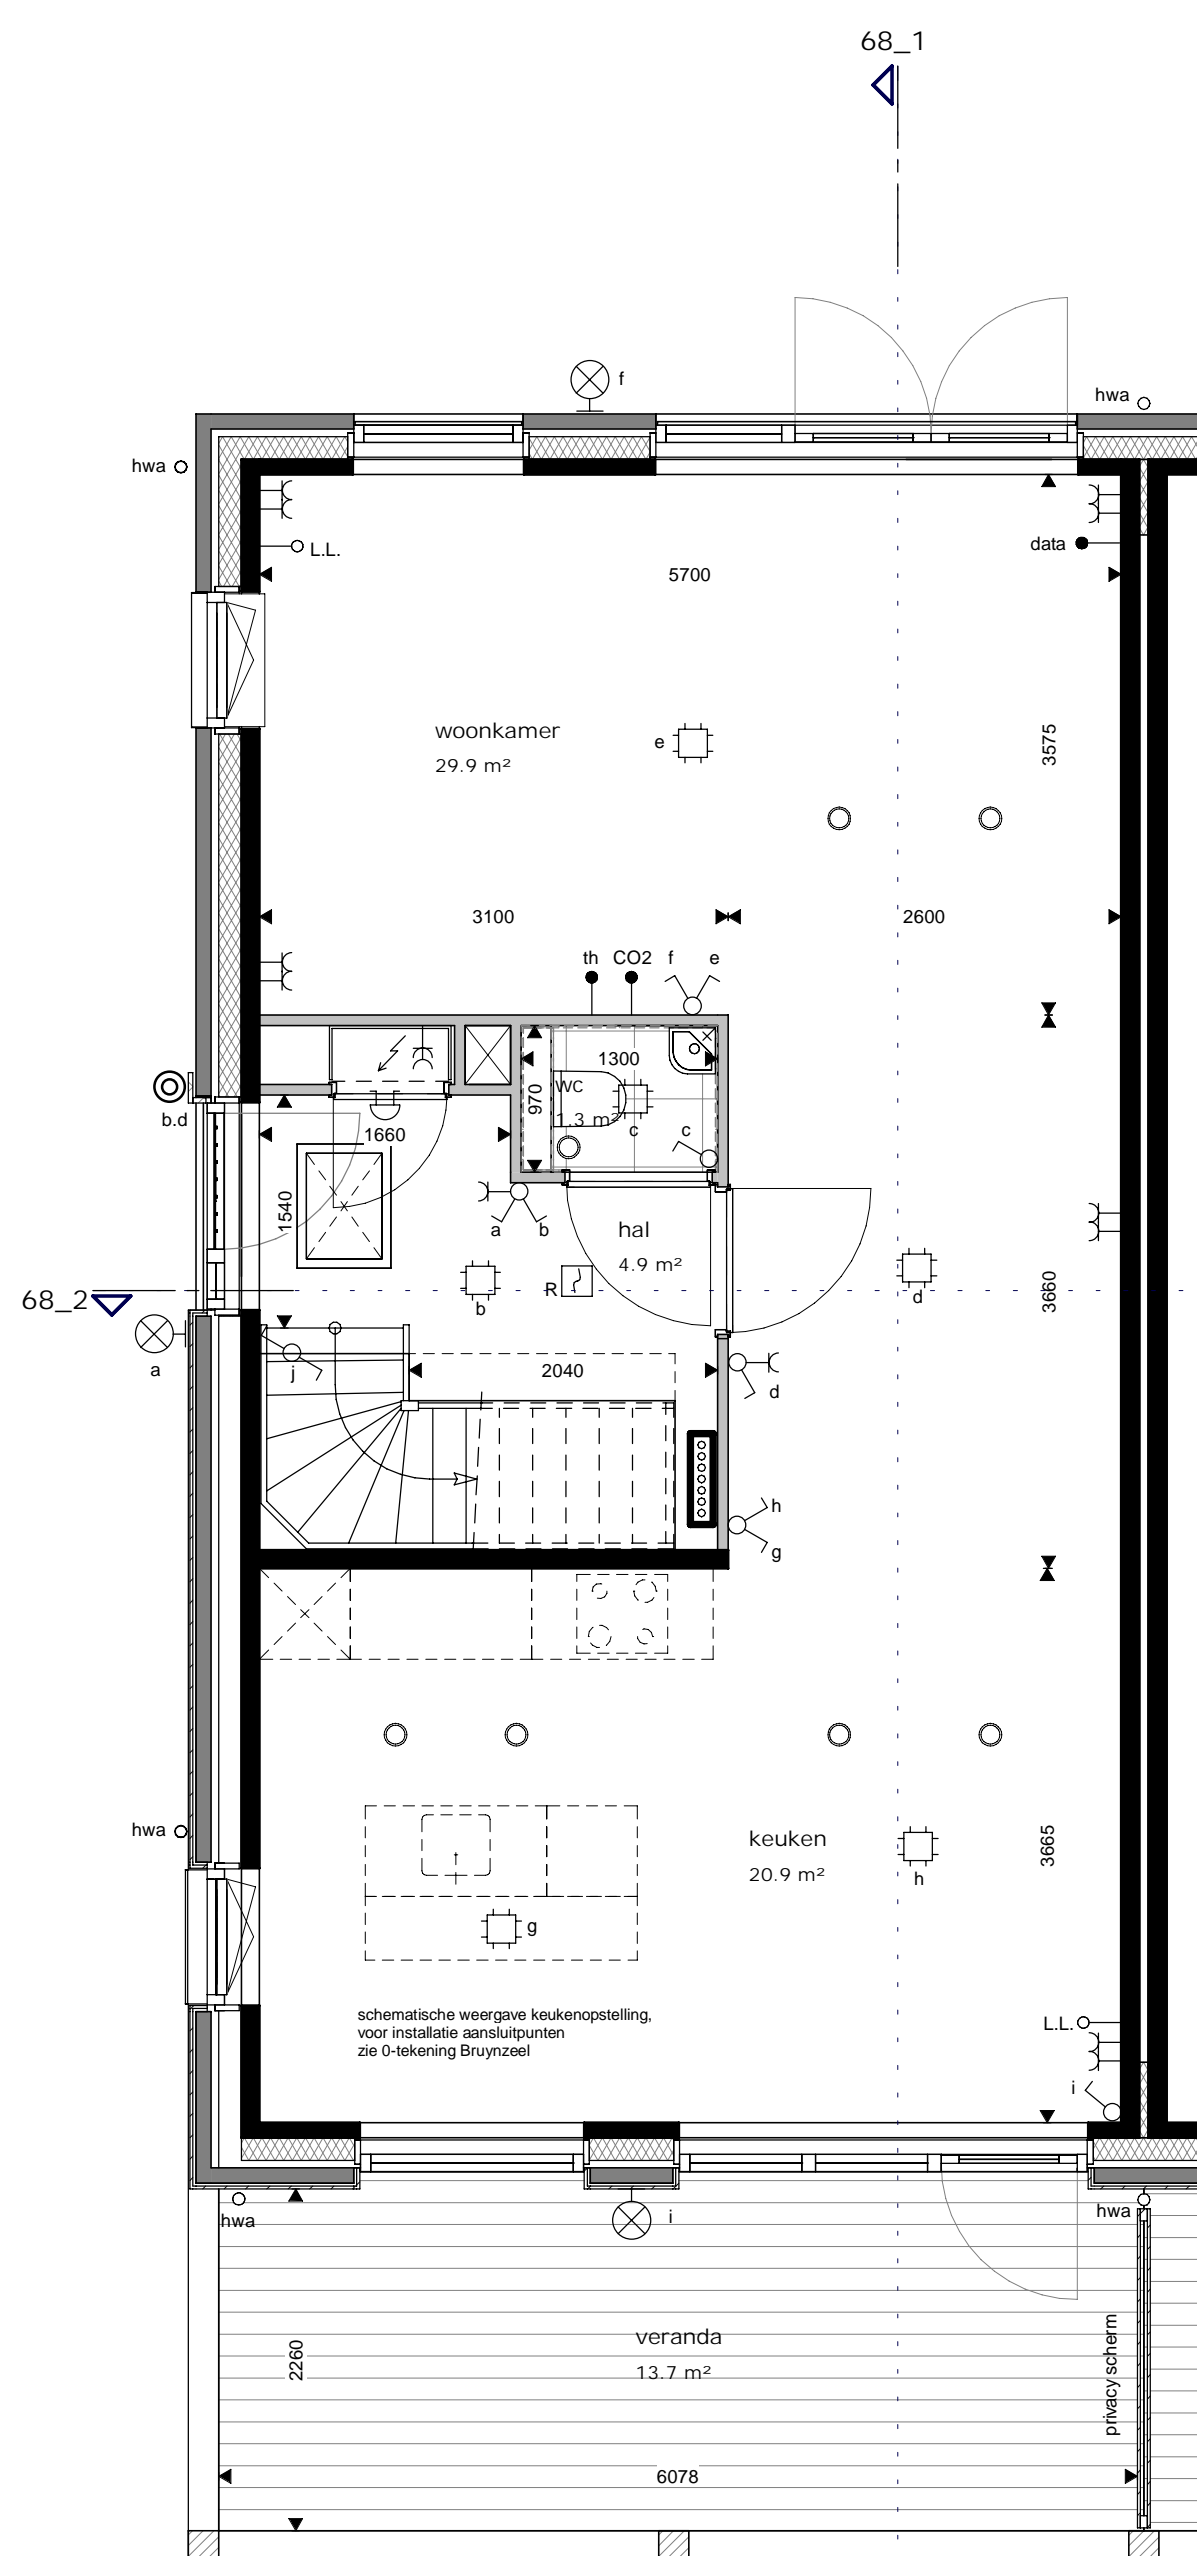 68_1
f
hwa
hwa
L.L.
data
5700
woonkamer
29.9 m²
e
3575
3100
2600
th
CO2
f
e
1300
970
WC
1.3 m²
c
c
b.d
1660
1540
a
b
hal
4.9 m²
b
R
d
3660
68_2
a
j
2040
d
h
g
hwa
keuken
20.9 m²
h
3665
g
schematische weergave keukenopstelling,
voor installatie aansluitpunten
zie 0-tekening Bruynzeel
L.L.
i
hwa
i
hwa
veranda
13.7 m²
2260
privacy scherm
6078